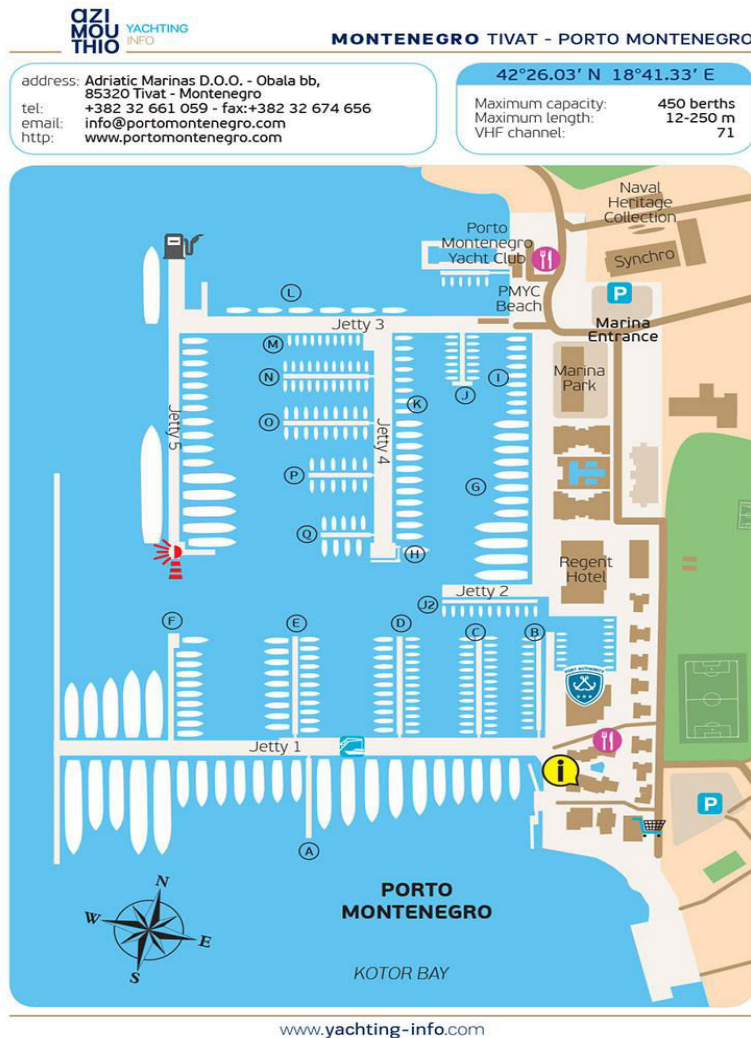 azi
MOU
THIO
YACHTING
INFO
MONTENEGRO TIVAT - PORTO MONTENEGRO
address: Adriatic Marinas D.O.O. - Obala bb,
85320 Tivat - Montenegro
tel: +382 32 661 059 - fax:+382 32 674 656
email: info@portomontenegro.com
http: www.portomontenegro.com
42°26.03' N 18°41.33' E
Maximum capacity: 450 berths
Maximum length: 12-250 m
VHF channel: 71
Naval
Heritage
Collection
Porto
Montenegro
Yacht Club
Synchro
P
PMYC
Beach
L
Jetty 3
Marina
Entrance
M
N
K
J
I
Marina
Park
O
Jetty 5
Jetty 4
P
G
Q
H
Regent
Hotel
Jetty 2
J2
F
E
D
C
B
PORT AUTHORITY
Jetty 1
i
P
A
PORTO
MONTENEGRO
N
W
E
S
KOTOR BAY
www.yachting-info.com